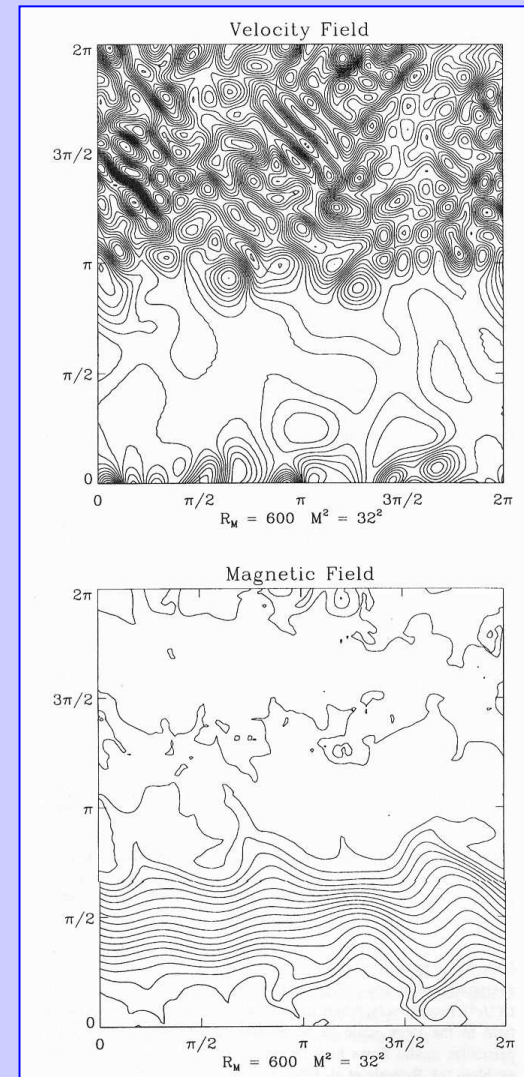 Velocity Field
2π
3π/2
π
π/2
0
0 π/2 π 3π/2 2π
R_M = 600 M² = 32²
Magnetic Field
2π
3π/2
π
π/2
0
0 π/2 π 3π/2 2π
R_M = 600 M² = 32²